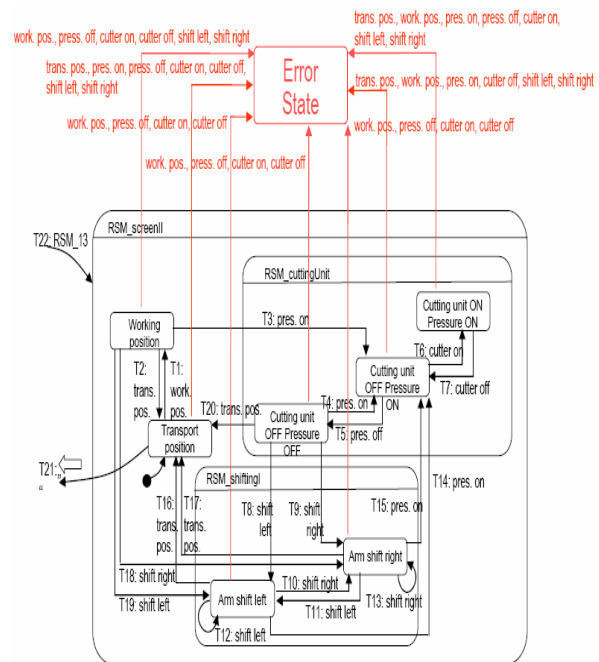 trans. pos., work. pos., pres. on, cutter on,
shift left, shift right
work. pos., press. off, cutter on, cutter off, shift left, shift right
Error
State
trans. pos., pres. on, press. off, cutter on, cutter off,
shift left, shift right
trans. pos., work. pos., pres. on, cutter off, shift left, shift right
work. pos., press. off, cutter on, cutter off
work. pos., press. off, cutter on, cutter off
work. pos., press. off, cutter on, cutter off
RSM_screenII
T22: RSM_13
RSM_cuttingUnit
Cutting unit ON
Pressure ON
Working
position
T3: pres. on
T6: cutter on
T7: cutter off
Cutting unit
OFF Pressure
ON
T2:
trans.
pos.
T1:
work.
pos.
T4: pres. on
T5: pres. off
T20: trans. pos.
Cutting unit
OFF Pressure
OFF
Transport
position
T21:
a
T14: pres. on
RSM_shiftingI
T16:
trans.
pos.
T17:
trans.
pos.
T8: shift
left
T9: shift
right
T15: pres. on
Arm shift right
T18: shift right
T19: shift left
T10: shift right
T11: shift left
T13: shift right
Arm shift left
T12: shift left